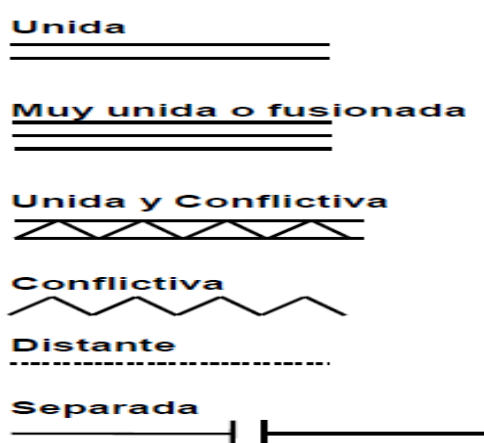 Unida
Muy unida o fusionada
Unida y Conflictiva
Conflictiva
Distante
Separada